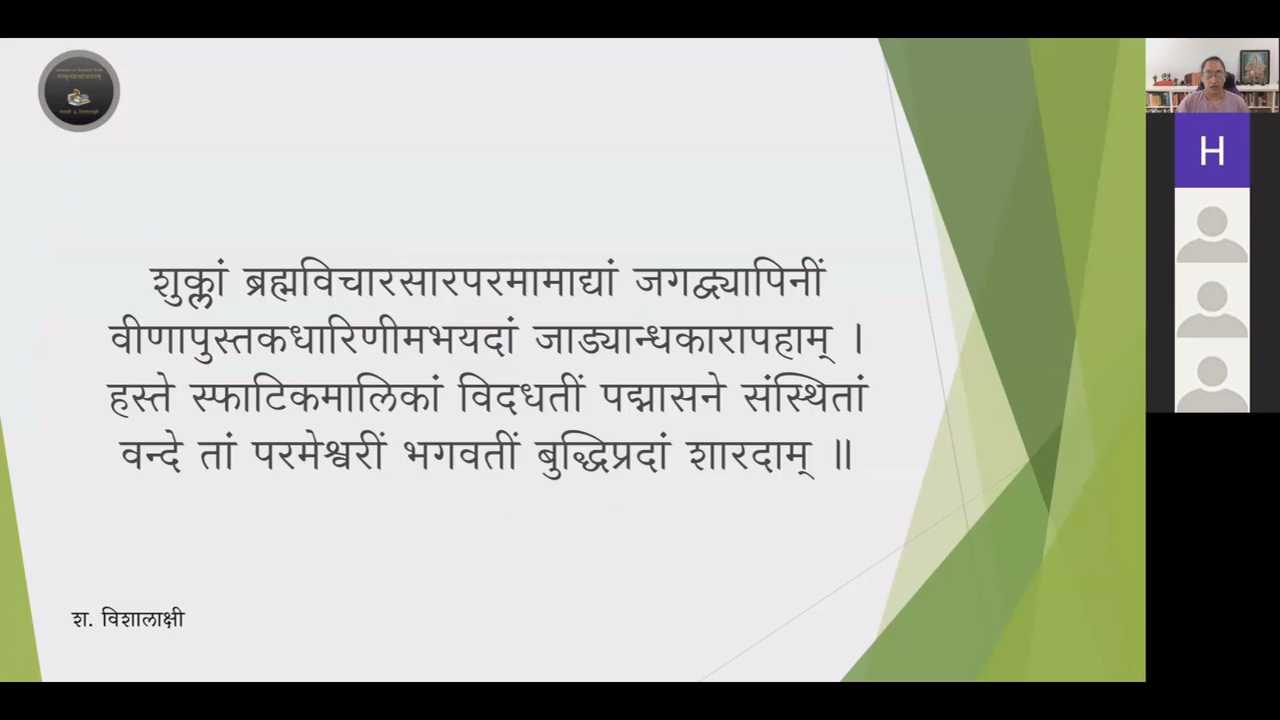 शुक्लां ब्रह्मविचारसारपरमामाद्यां जगद्व्यापिनीं
वीणापुस्तकधारिणीमभयदां जाड्यान्धकारापहाम् ।
हस्ते स्फाटिकमालिकां विदधतीं पद्मासने संस्थितां
वन्दे तां परमेश्वरीं भगवतीं बुद्धिप्रदां शारदाम् ॥
श. विशालाक्षी
H